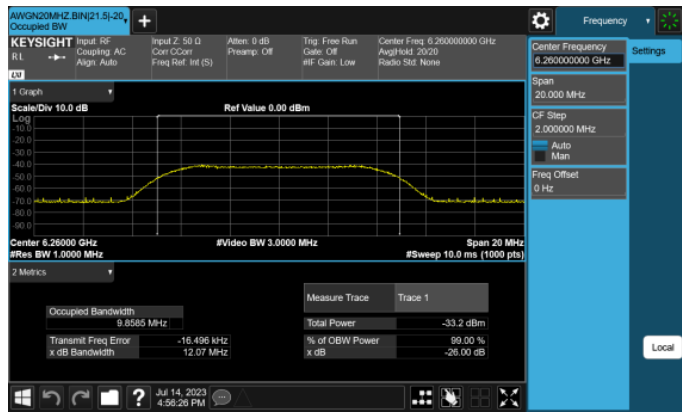 AWGN20MHZ.BIN|21.5|-20,
Occupied BW
Frequency
KEYSIGHT
R L
Input: RF
Coupling: AC
Align: Auto
Input Z: 50 Ω
Corr CCorr
Freq Ref: Int (S)
Atten: 0 dB
Preamp: Off
Trig: Free Run
Gate: Off
#IF Gain: Low
Center Freq: 6.260000000 GHz
Avg|Hold: 20/20
Radio Std: None
LXI
Center Frequency
6.260000000 GHz
Settings
Span
20.000 MHz
CF Step
2.000000 MHz
Auto
Man
Freq Offset
0 Hz
1 Graph
Scale/Div 10.0 dB
Ref Value 0.00 dBm
Log
-10.0
-20.0
-30.0
-40.0
-50.0
-60.0
-70.0
-80.0
-90.0
Center 6.26000 GHz
#Video BW 3.0000 MHz
Span 20 MHz
#Res BW 1.0000 MHz
#Sweep 10.0 ms (1000 pts)
2 Metrics
Measure Trace
Trace 1
Occupied Bandwidth
9.8585 MHz
Total Power
-33.2 dBm
Transmit Freq Error
-16.496 kHz
% of OBW Power
99.00 %
x dB Bandwidth
12.07 MHz
x dB
-26.00 dB
Local
?
Jul 14, 2023
4:56:26 PM